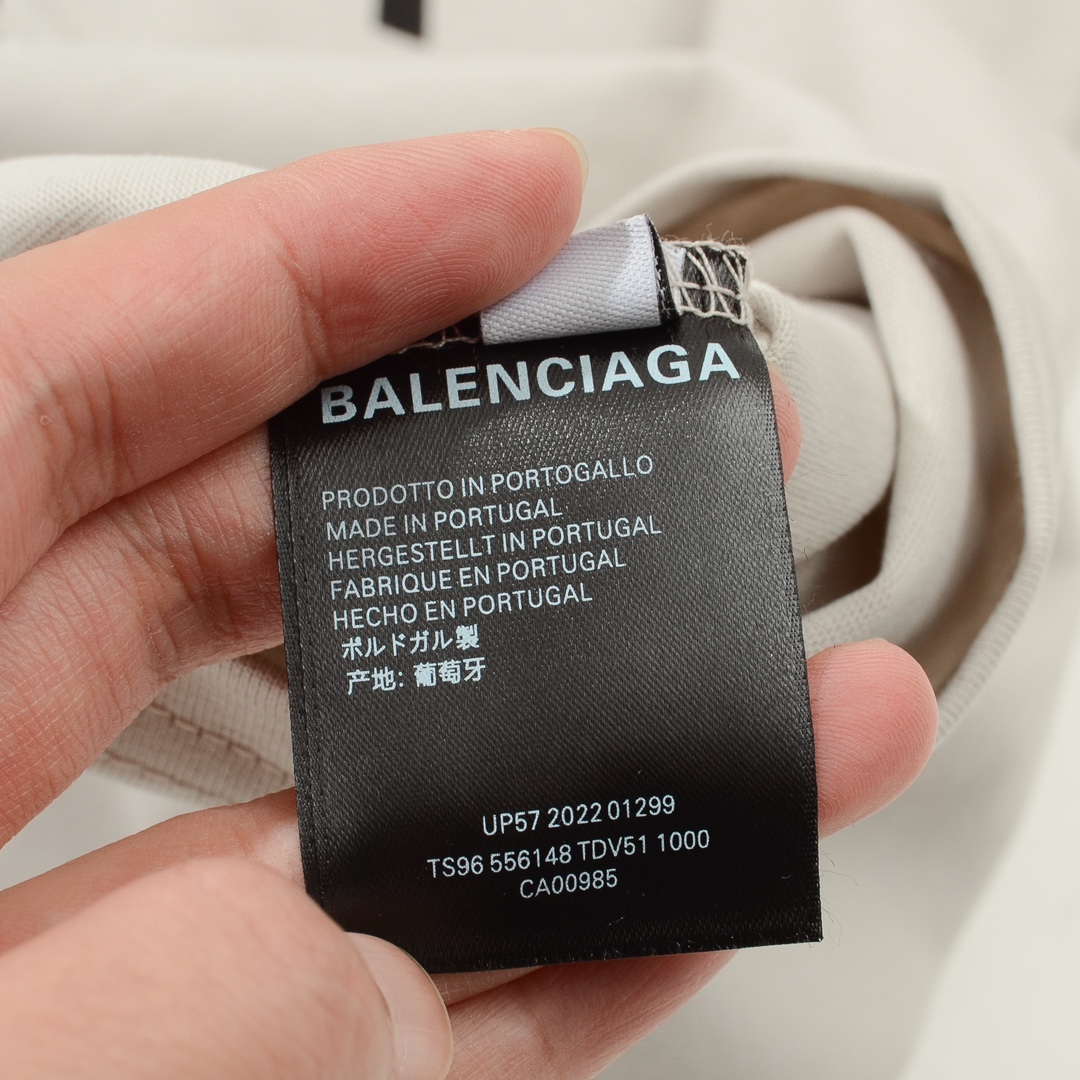 BALENCIAGA
PRODOTTO IN PORTOGALLO
MADE IN PORTUGAL
HERGESTELLT IN PORTUGAL
FABRIQUE EN PORTUGAL
HECHO EN PORTUGAL
ポルドガル製
产地: 葡萄牙
UP57 2022 01299
TS96 556148 TDV51 1000
CA00985